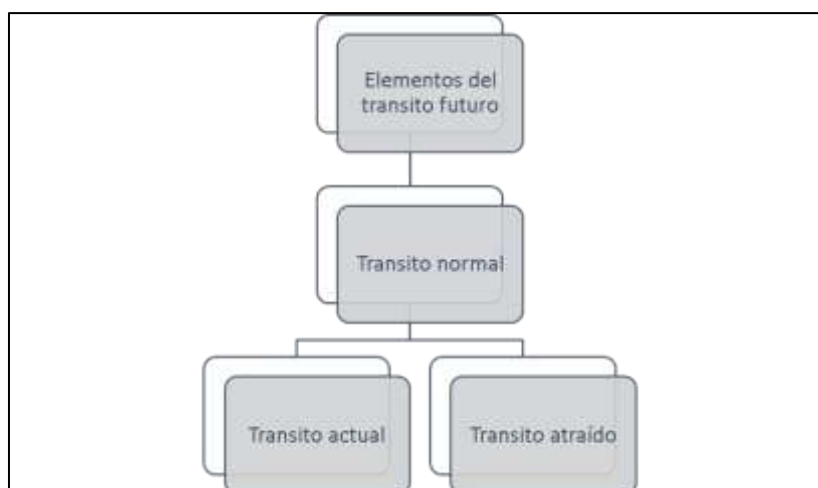 Elementos del
transito futuro
Transito normal
Transito actual
Transito atraído